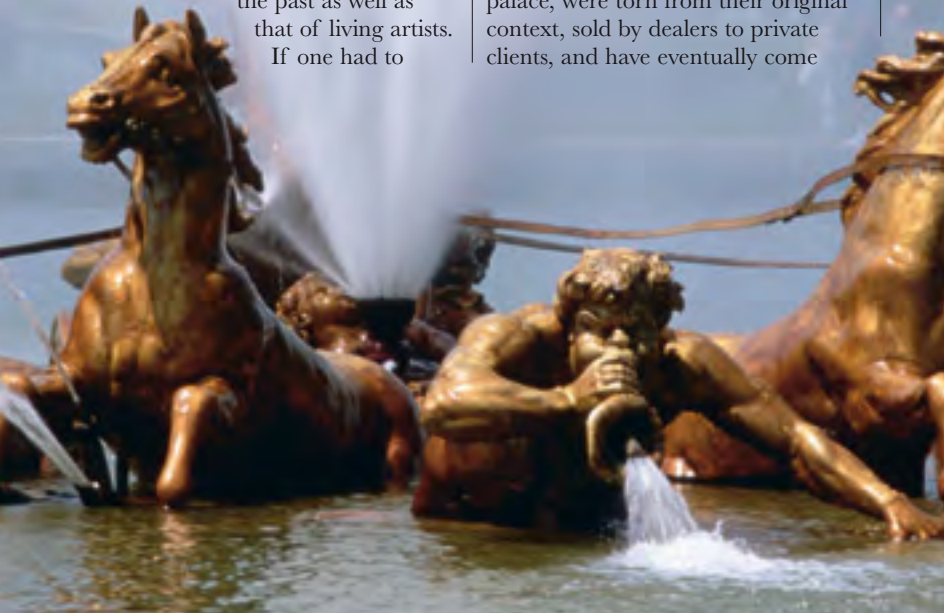 the past as well as
that of living artists.
If one had to
palace, were torn from their original
context, sold by dealers to private
clients, and have eventually come